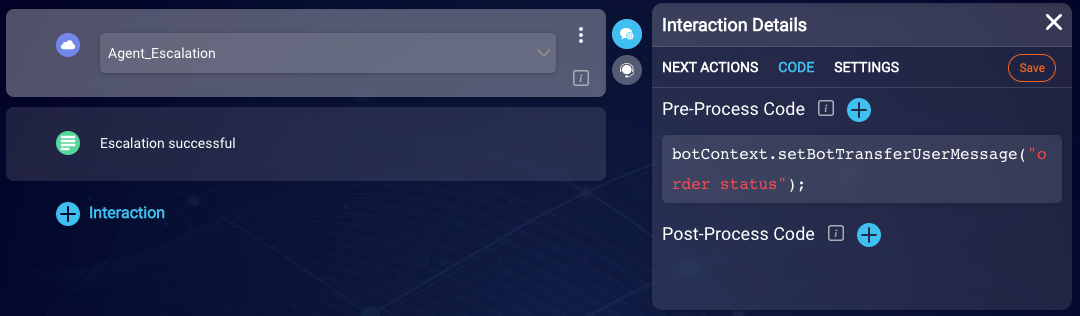 Agent_Escalation
Escalation successful
Interaction
Interaction Details
NEXT ACTIONS CODE SETTINGS Save
Pre-Process Code i
botContext.setBotTransferUserMessage("o
rder status");
Post-Process Code i